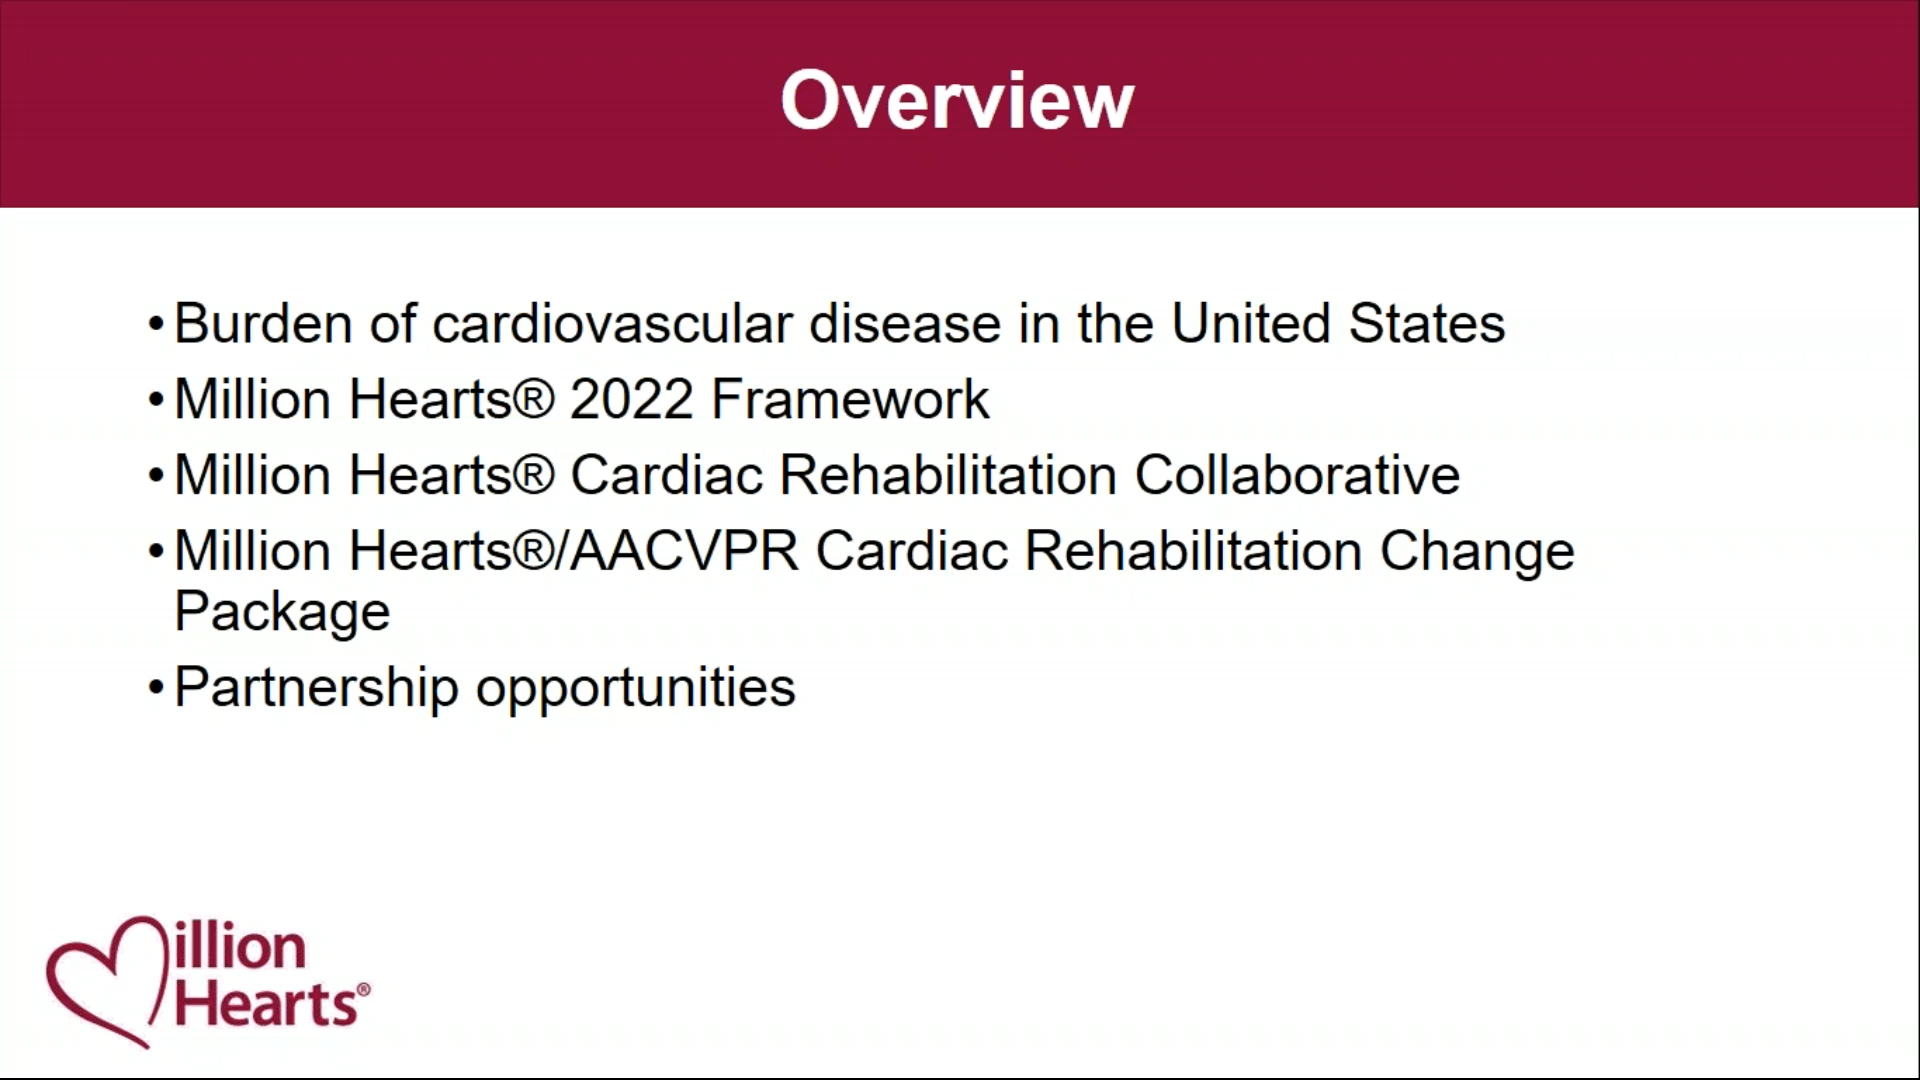 Overview
•Burden of cardiovascular disease in the United States
•Million Hearts® 2022 Framework
•Million Hearts® Cardiac Rehabilitation Collaborative
•Million Hearts®/AACVPR Cardiac Rehabilitation Change
Package
•Partnership opportunities
Million
Hearts®